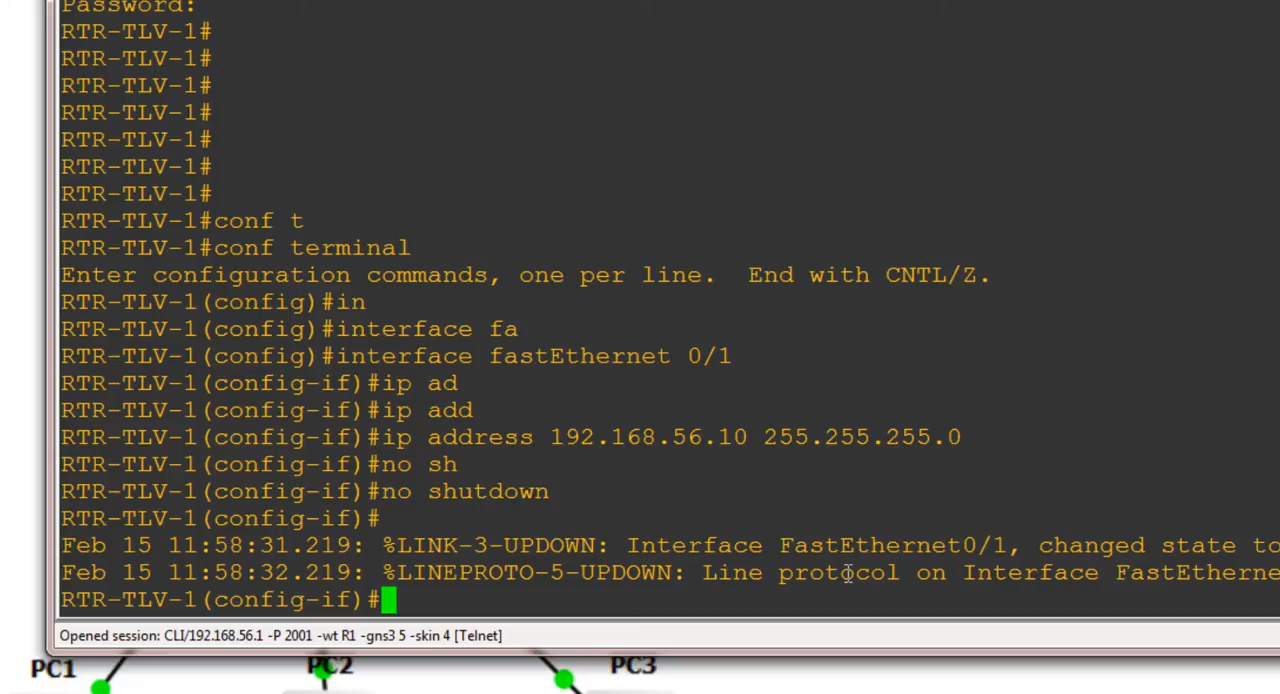 Password:
RTR-TLV-1#
RTR-TLV-1#
RTR-TLV-1#
RTR-TLV-1#
RTR-TLV-1#
RTR-TLV-1#
RTR-TLV-1#
RTR-TLV-1#conf t
RTR-TLV-1#conf terminal
Enter configuration commands, one per line.  End with CNTL/Z.
RTR-TLV-1(config)#in
RTR-TLV-1(config)#interface fa
RTR-TLV-1(config)#interface fastEthernet 0/1
RTR-TLV-1(config-if)#ip ad
RTR-TLV-1(config-if)#ip add
RTR-TLV-1(config-if)#ip address 192.168.56.10 255.255.255.0
RTR-TLV-1(config-if)#no sh
RTR-TLV-1(config-if)#no shutdown
RTR-TLV-1(config-if)#
Feb 15 11:58:31.219: %LINK-3-UPDOWN: Interface FastEthernet0/1, changed state to
Feb 15 11:58:32.219: %LINEPROTO-5-UPDOWN: Line protocol on Interface FastEtherne
RTR-TLV-1(config-if)#
Opened session: CLI/192.168.56.1 -P 2001 -wt R1 -gns3 5 -skin 4 [Telnet]
PC1 PC2 PC3